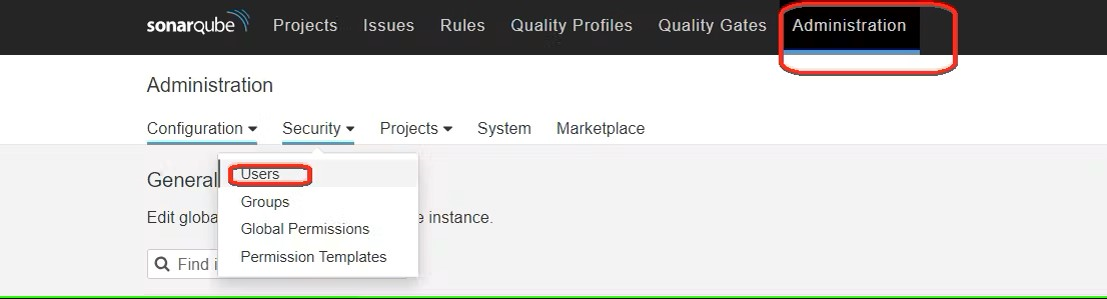 sonarqube Projects Issues Rules Quality Profiles Quality Gates Administration
Administration
Configuration Security Projects System Marketplace
Users
General
Groups
Edit globa e instance.
Global Permissions
Permission Templates
Find i